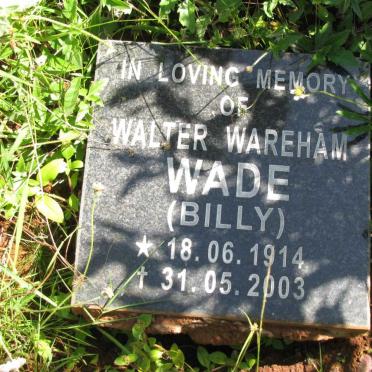 IN LOVING MEMORY
OF
WALTER WAREHAM
WADE
(BILLY)
★ 18.06.1914
† 31.05.2003